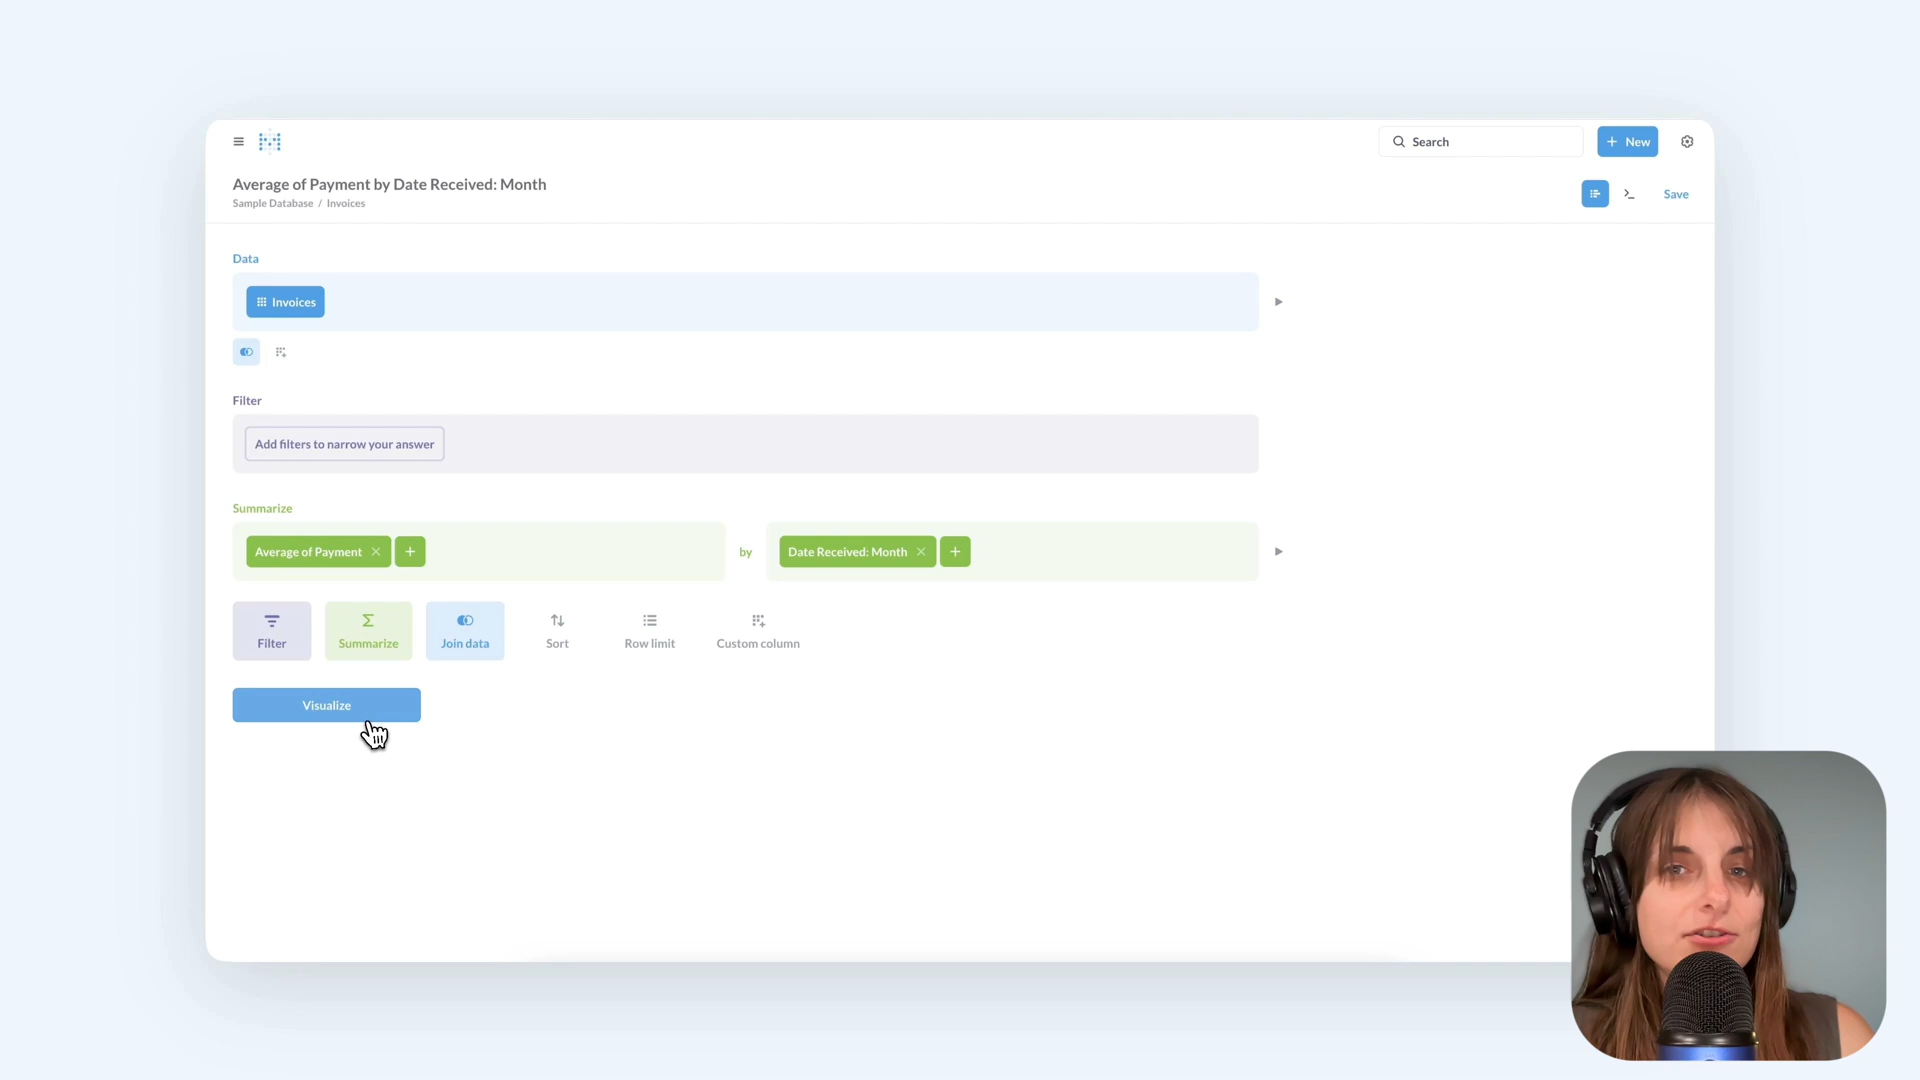 Search
+ New
Average of Payment by Date Received: Month
Sample Database / Invoices
Save
Data
Invoices
Filter
Add filters to narrow your answer
Summarize
Average of Payment × +
by
Date Received: Month × +
Filter
Summarize
Join data
Sort
Row limit
Custom column
Visualize